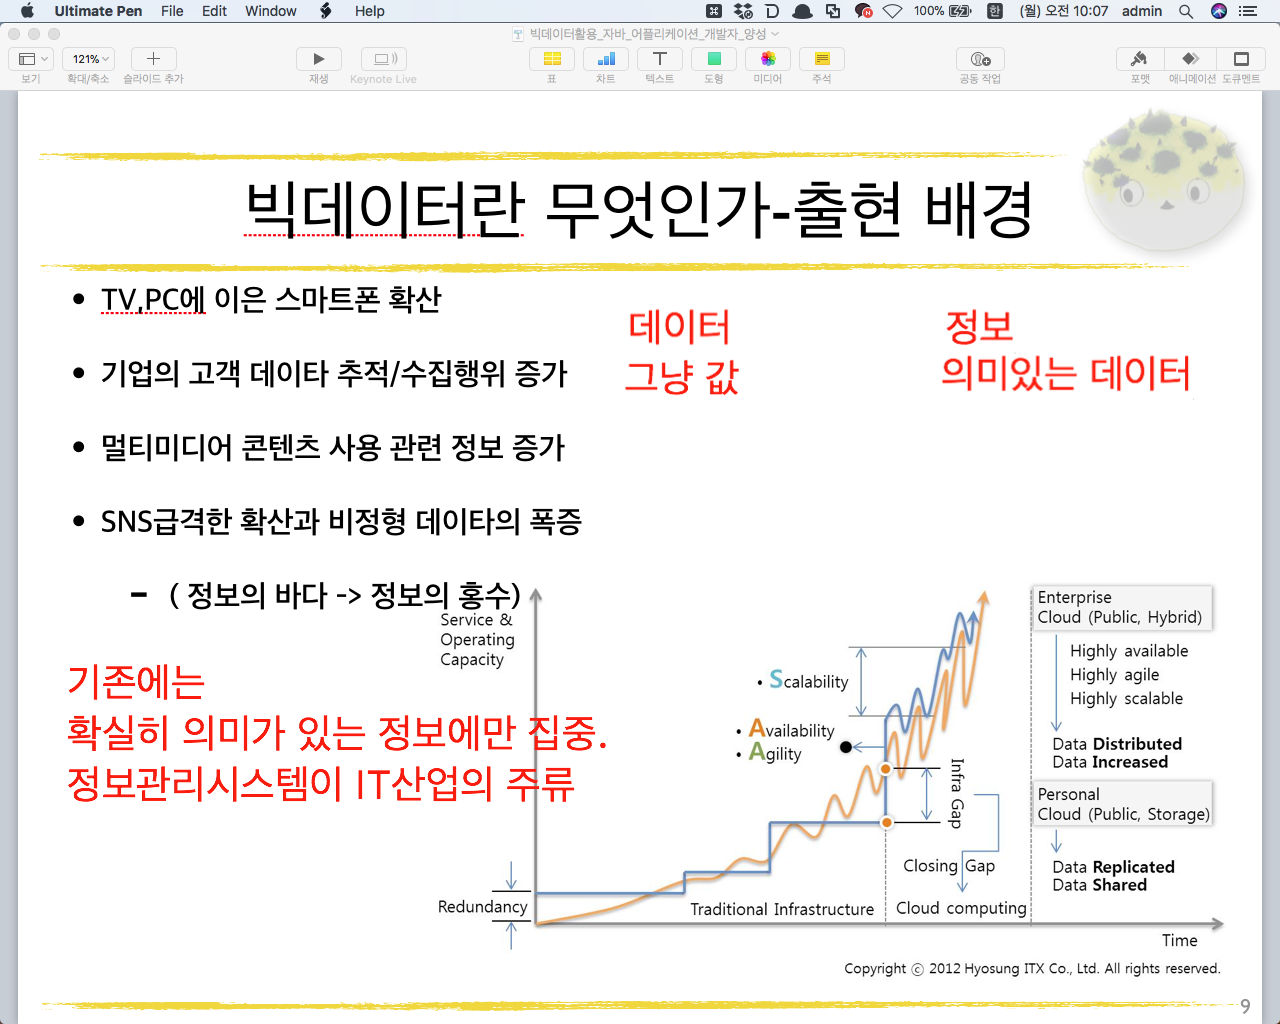 Ultimate Pen File Edit Window Help 100% 한 (월) 오전 10:07 admin
빅데이터활용_자바_어플리케이션_개발자_양성
121%
보기 확대/축소 슬라이드 추가 재생 Keynote Live 표 차트 텍스트 도형 미디어 주석 공동 작업 포맷 애니메이션 도큐멘트
빅데이터란 무엇인가-출현 배경
• TV,PC에 이은 스마트폰 확산
• 기업의 고객 데이타 추적/수집행위 증가
• 멀티미디어 콘텐츠 사용 관련 정보 증가
• SNS급격한 확산과 비정형 데이타의 폭증
- ( 정보의 바다 -> 정보의 홍수)
데이터
그냥 값
정보
의미있는 데이터
기존에는
확실히 의미가 있는 정보에만 집중.
정보관리시스템이 IT산업의 주류
Service &
Operating
Capacity
• Scalability
• Availability
• Agility
Infra Gap
Closing Gap
Redundancy
Traditional Infrastructure
Cloud computing
Time
Enterprise
Cloud (Public, Hybrid)
Highly available
Highly agile
Highly scalable
Data Distributed
Data Increased
Personal
Cloud (Public, Storage)
Data Replicated
Data Shared
Copyright ⓒ 2012 Hyosung ITX Co., Ltd. All rights reserved.
9